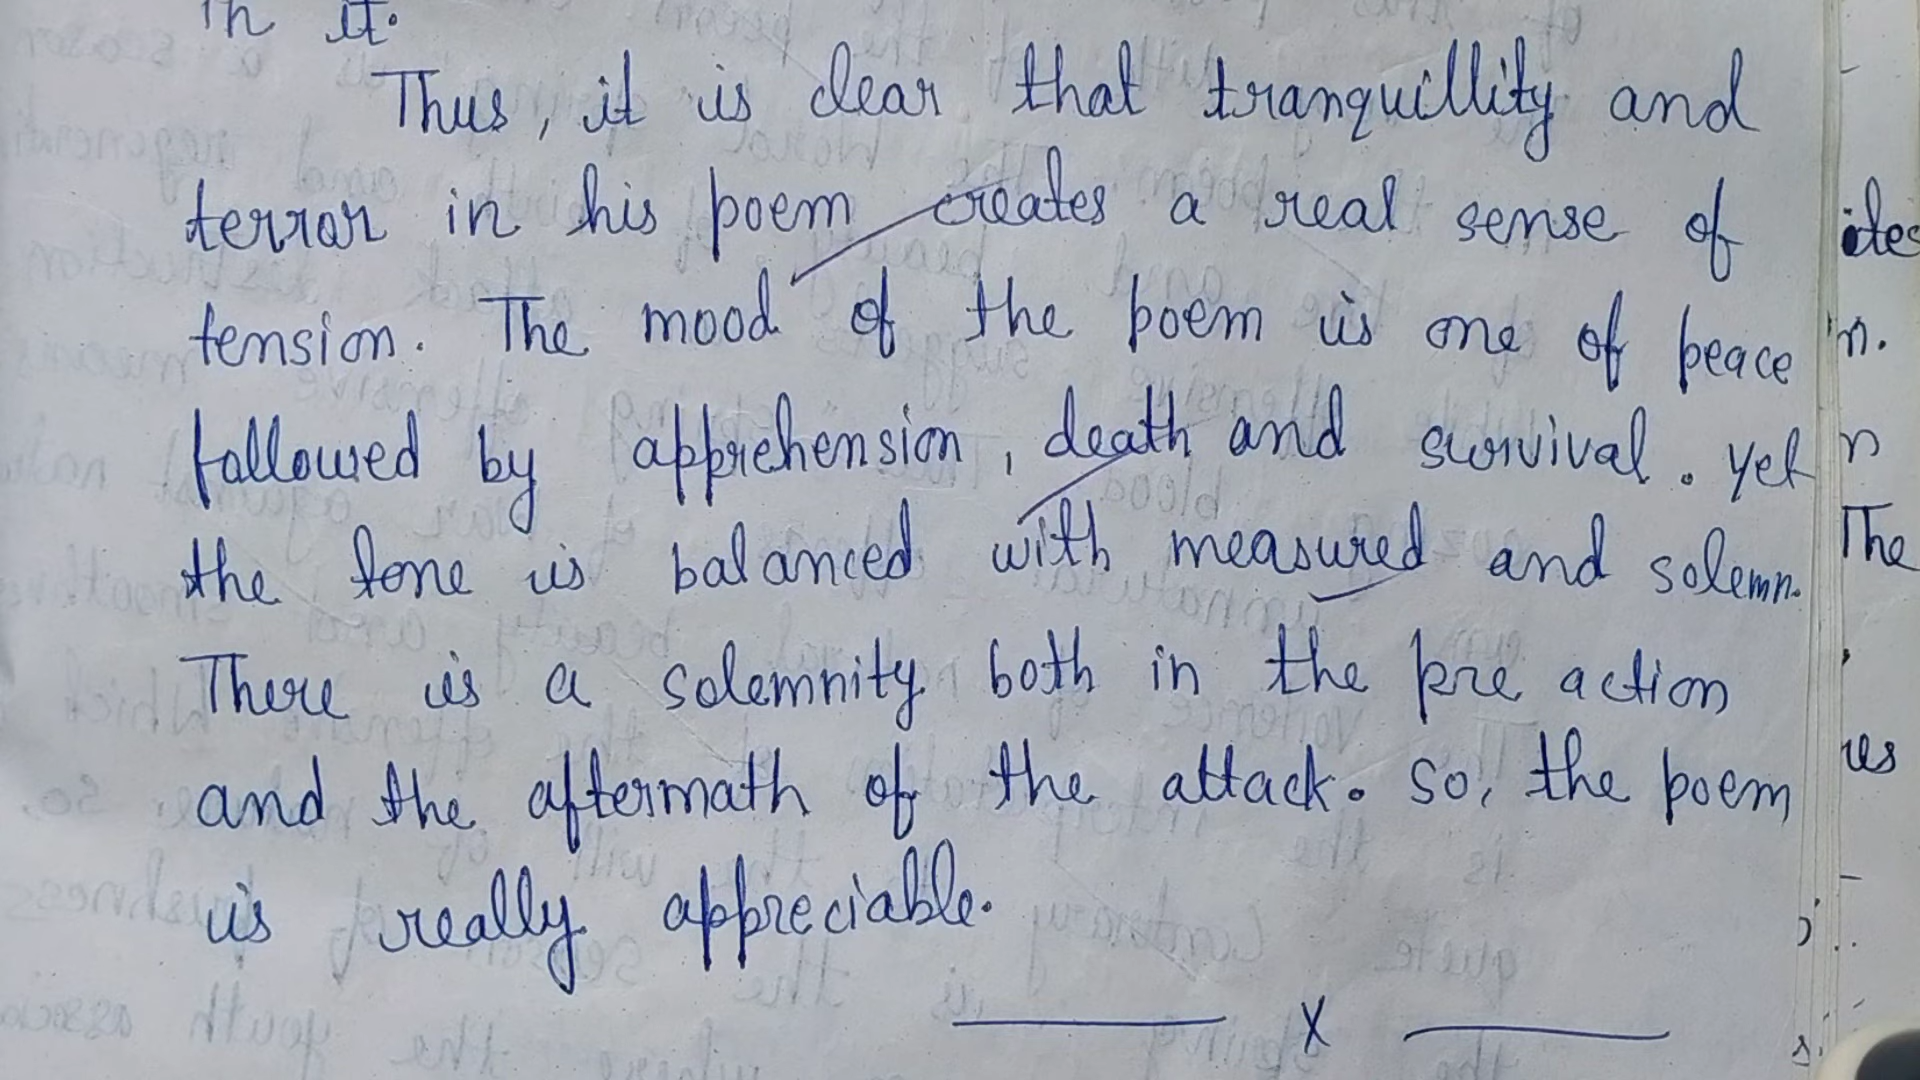 in it.
Thus, it is clear that tranquillity and
terror in his poem creates a real sense of
tension. The mood of the poem is one of peace
followed by apprehension, death and survival. Yet
the tone is balanced with measured and solemn.
There is a solemnity both in the pre action
and the aftermath of the attack. So, the poem
is really appreciable.
X
ites
n.
n
The
us